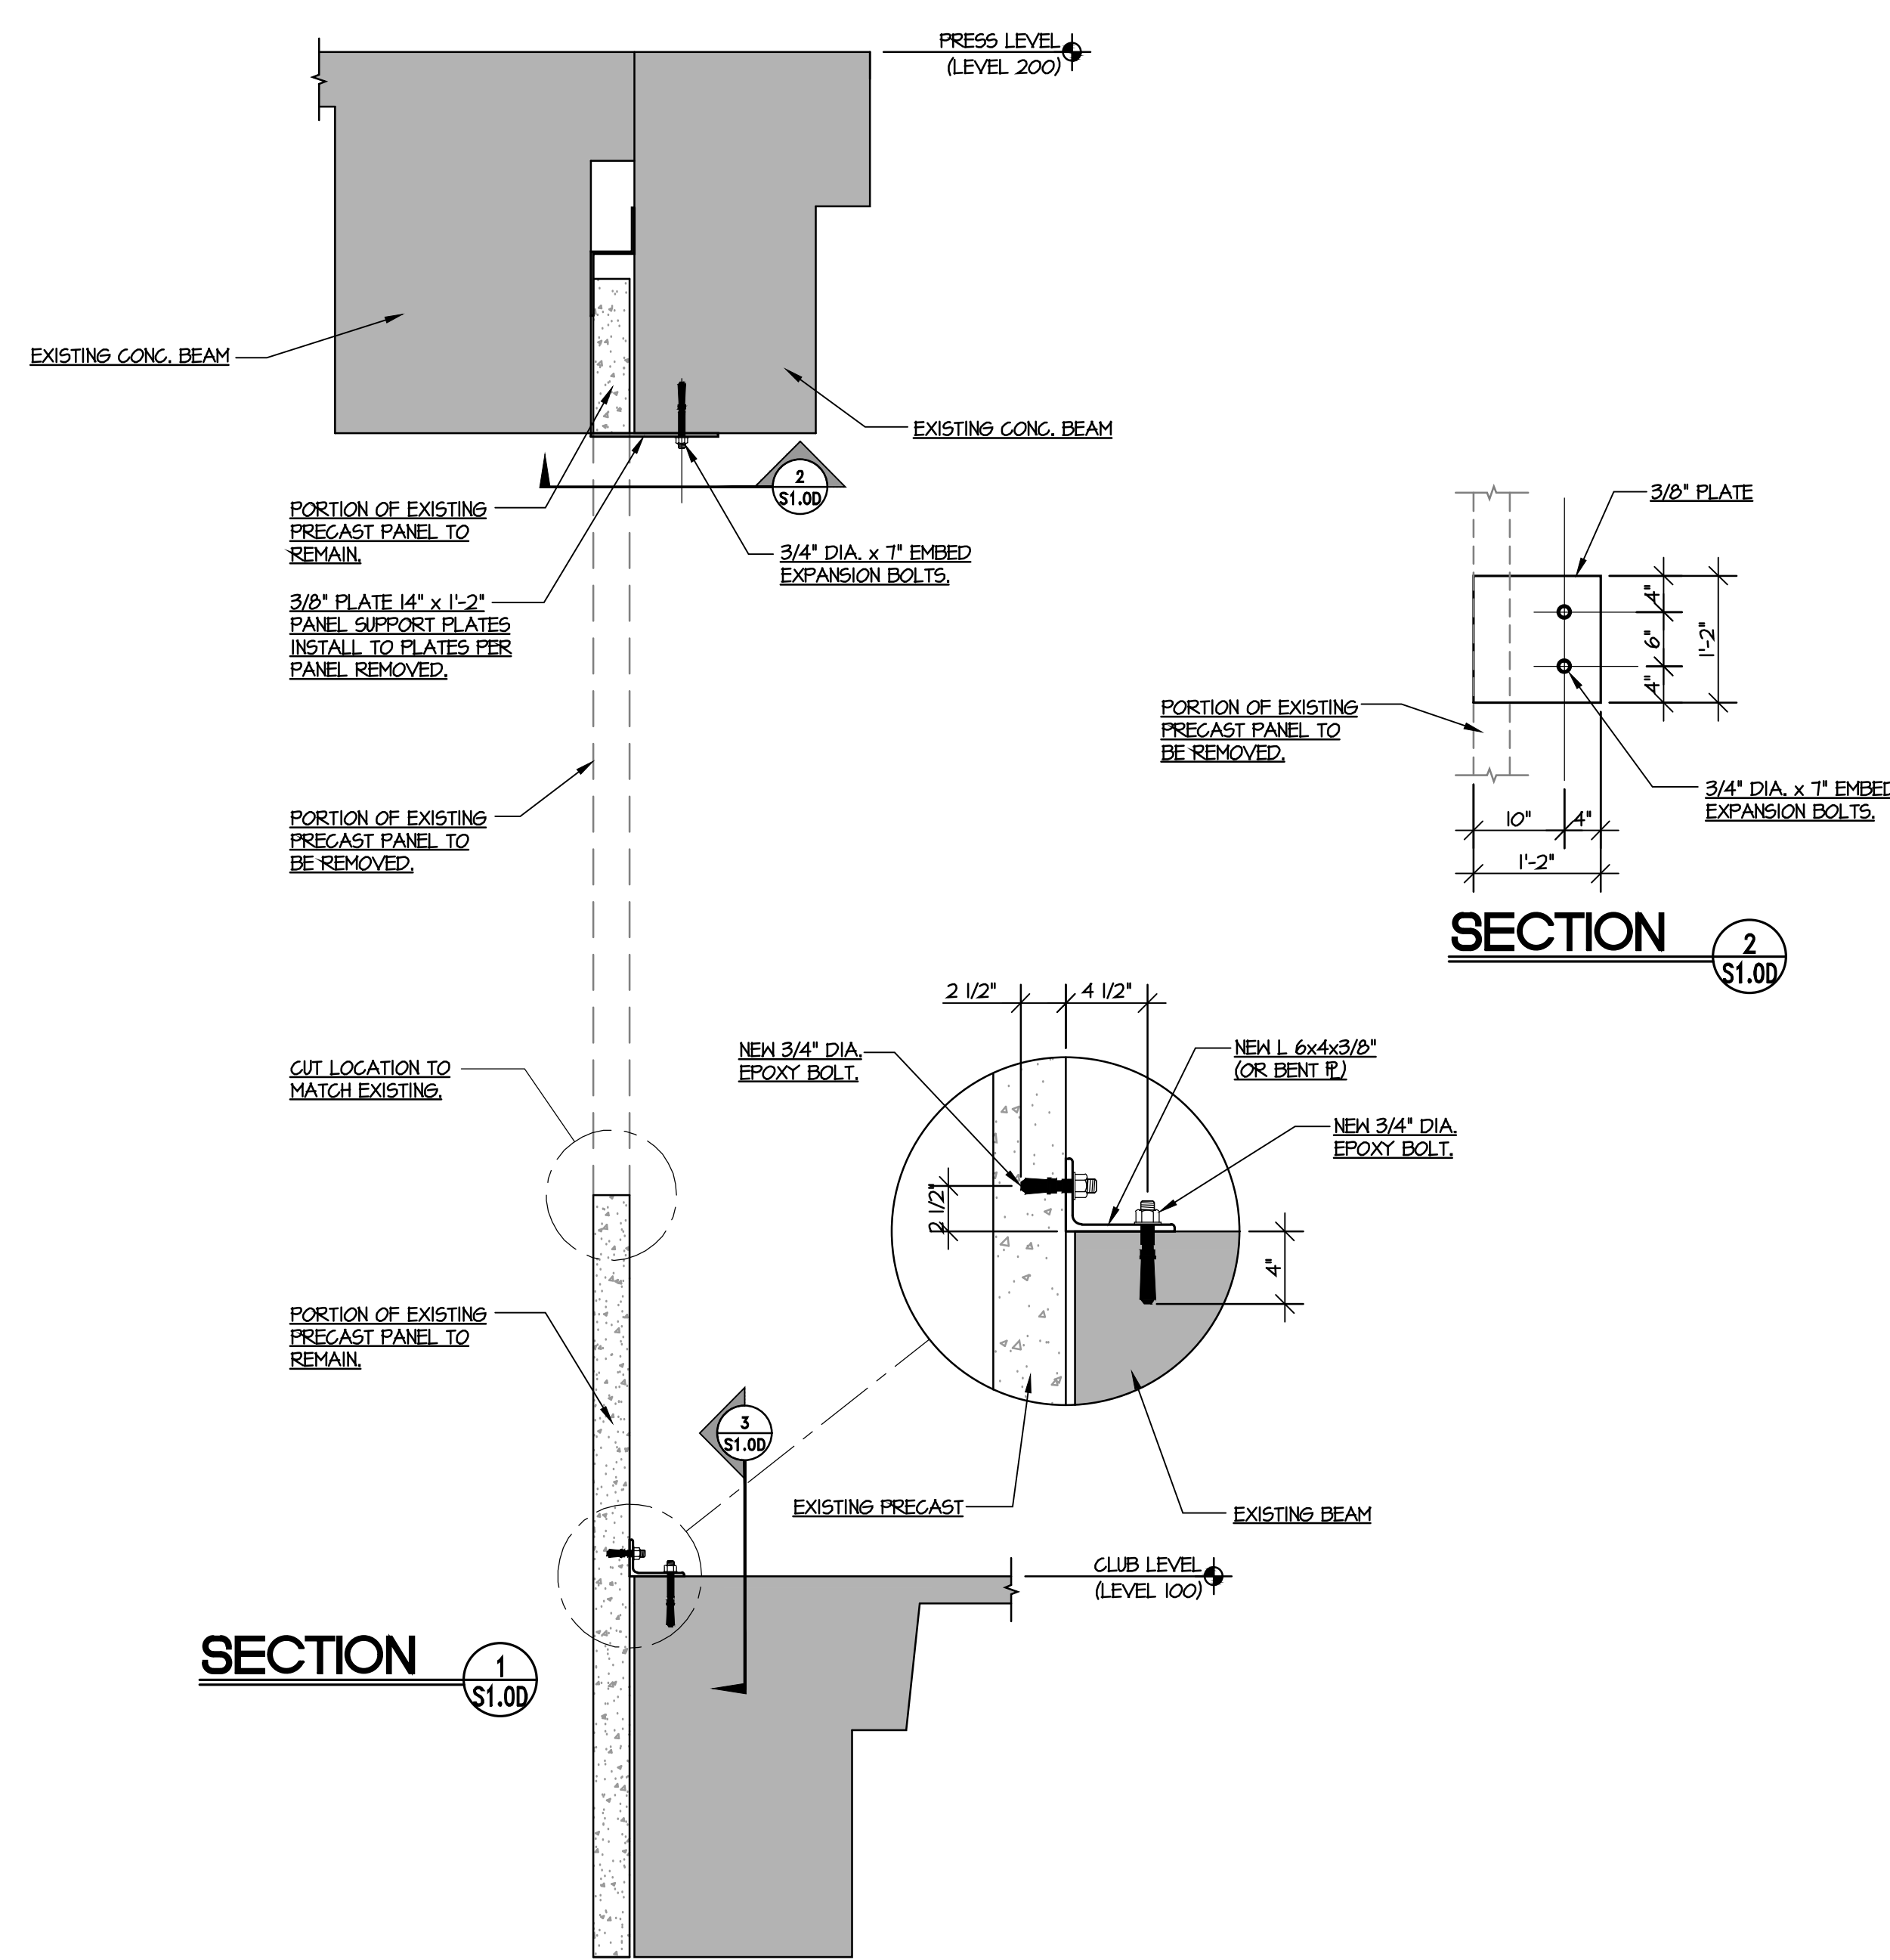 PRESS LEVEL
(LEVEL 200)
EXISTING CONC. BEAM
EXISTING CONC. BEAM
2
S1.0D
PORTION OF EXISTING
PRECAST PANEL TO
REMAIN.
3/4" DIA. x 7" EMBED
EXPANSION BOLTS.
3/8" PLATE 14" x 1'-2"
PANEL SUPPORT PLATES
INSTALL TO PLATES PER
PANEL REMOVED.
PORTION OF EXISTING
PRECAST PANEL TO
BE REMOVED.
CUT LOCATION TO
MATCH EXISTING.
PORTION OF EXISTING
PRECAST PANEL TO
REMAIN.
3
S1.0D
CLUB LEVEL
(LEVEL 100)
SECTION
1
S1.0D
2 1/2"
4 1/2"
NEW 3/4" DIA.
EPOXY BOLT.
NEW L 6x4x3/8"
(OR BENT PL)
NEW 3/4" DIA.
EPOXY BOLT.
2 1/2"
4"
EXISTING PRECAST
EXISTING BEAM
3/8" PLATE
4"
6"
4"
1'-2"
PORTION OF EXISTING
PRECAST PANEL TO
BE REMOVED.
3/4" DIA. x 7" EMBED
EXPANSION BOLTS.
10"
4"
1'-2"
SECTION
2
S1.0D